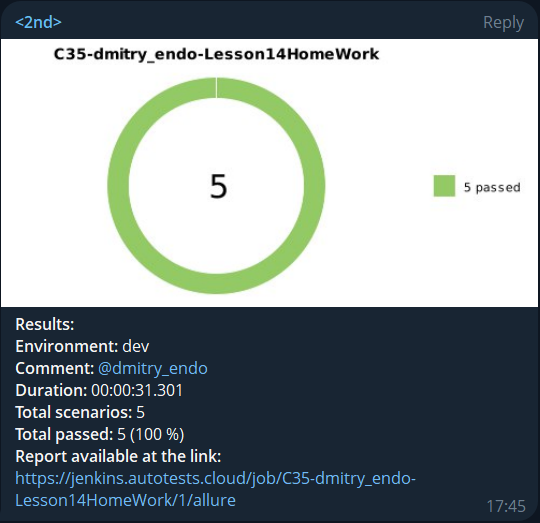 <2nd>
Reply
C35-dmitry_endo-Lesson14HomeWork
5
5 passed
Results:
Environment: dev
Comment: @dmitry_endo
Duration: 00:00:31.301
Total scenarios: 5
Total passed: 5 (100 %)
Report available at the link:
https://jenkins.autotests.cloud/job/C35-dmitry_endo-
Lesson14HomeWork/1/allure
17:45